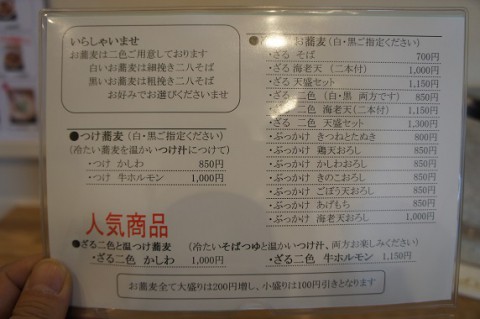 いらしゃいませ
お蕎麦は二色ご用意しております
白いお蕎麦は細挽き二八そば
黒いお蕎麦は粗挽き二八そば
お好みでお選びくださいませ
●つけ蕎麦（白・黒ご指定ください）
（冷たい蕎麦を温かいつけ汁につけて）
・つけ かしわ 850円
・つけ 牛ホルモン 1,000円
お蕎麦（白・黒ご指定ください）
・ざる そば 700円
・ざる 海老天（二本付） 1,000円
・ざる 天盛セット 1,150円
・ざる 二色 （白・黒 両方です） 850円
・ざる 二色 海老天（二本付） 1,150円
・ざる 二色 天盛セット 1,300円
・ぶっかけ きつねとたぬき 800円
・ぶっかけ 鶏天おろし 950円
・ぶっかけ かしわおろし 850円
・ぶっかけ きのこおろし 850円
・ぶっかけ ごぼう天おろし 850円
・ぶっかけ あげもち 850円
・ぶっかけ 海老天おろし 1,000円
人気商品
●ざる二色と温つけ蕎麦 （冷たいそばつゆと温かいつけ汁、両方お楽しみください）
・ざる二色 かしわ 1,000円 ・ざる二色 牛ホルモン 1,150円
お蕎麦全て大盛りは200円増し、小盛りは100円引きとなります